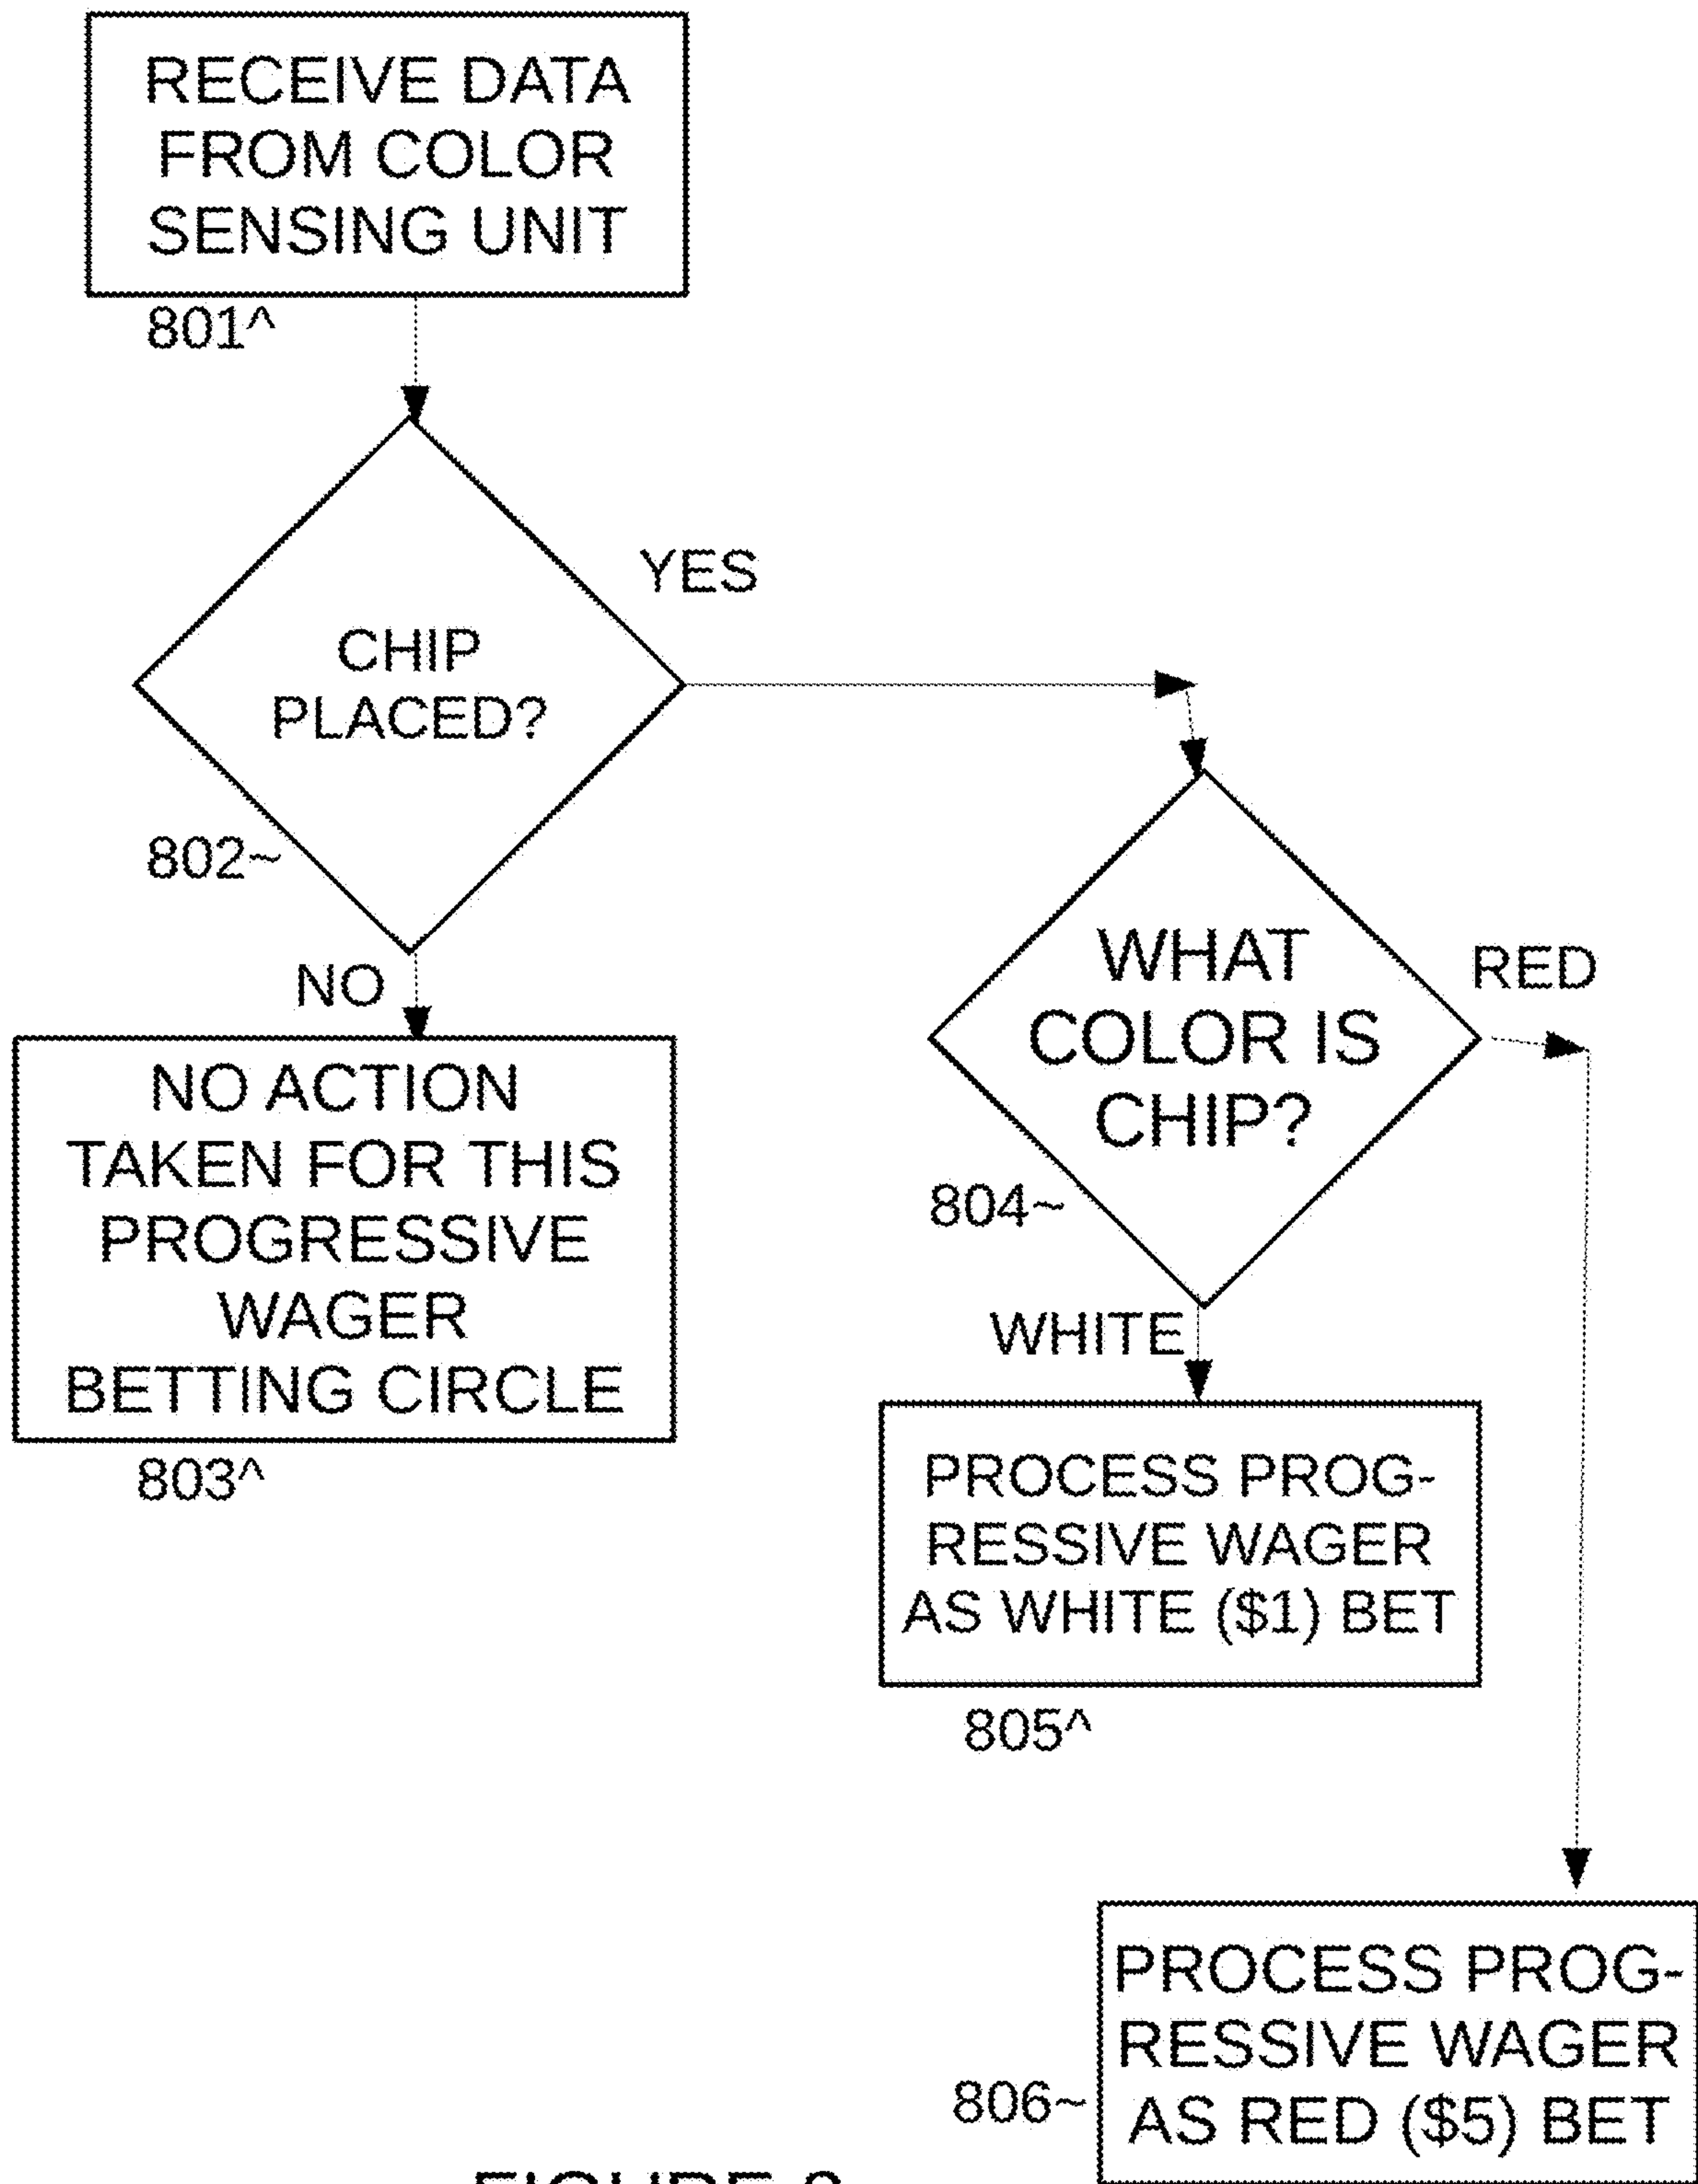 RECEIVE DATA
FROM COLOR
SENSING UNIT
801^
YES
CHIP
PLACED?
802~
NO
NO ACTION
TAKEN FOR THIS
PROGRESSIVE
WAGER
BETTING CIRCLE
803^
WHAT
COLOR IS
CHIP?
RED
804~
WHITE
PROCESS PROG-
RESSIVE WAGER
AS WHITE ($1) BET
805^
PROCESS PROG-
RESSIVE WAGER
AS RED ($5) BET
806~
FIGURE